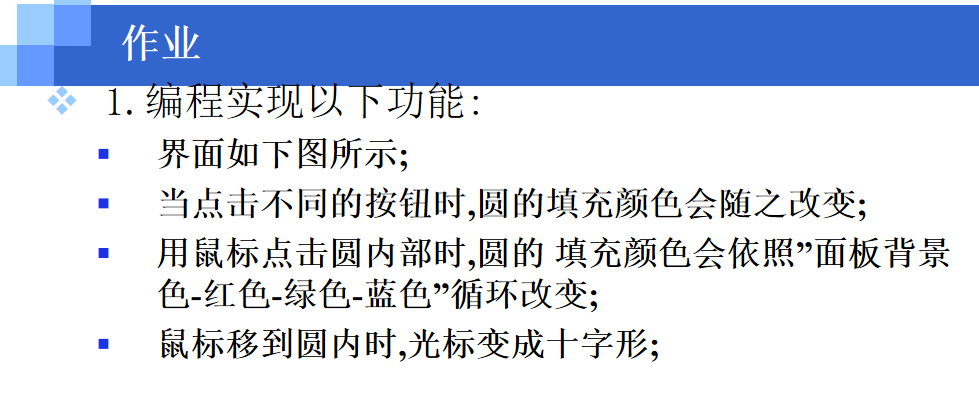 作业
1.编程实现以下功能:
界面如下图所示;
当点击不同的按钮时,圆的填充颜色会随之改变;
用鼠标点击圆内部时,圆的 填充颜色会依照”面板背景
色-红色-绿色-蓝色”循环改变;
鼠标移到圆内时,光标变成十字形;